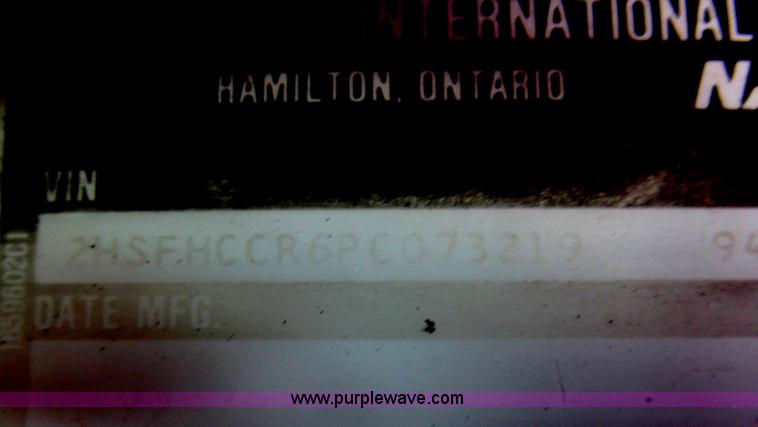 INTERNATIONAL
HAMILTON, ONTARIO
NA
VIN
2HSFHCCR6PC073219
94
DATE MFG.
www.purplewave.com